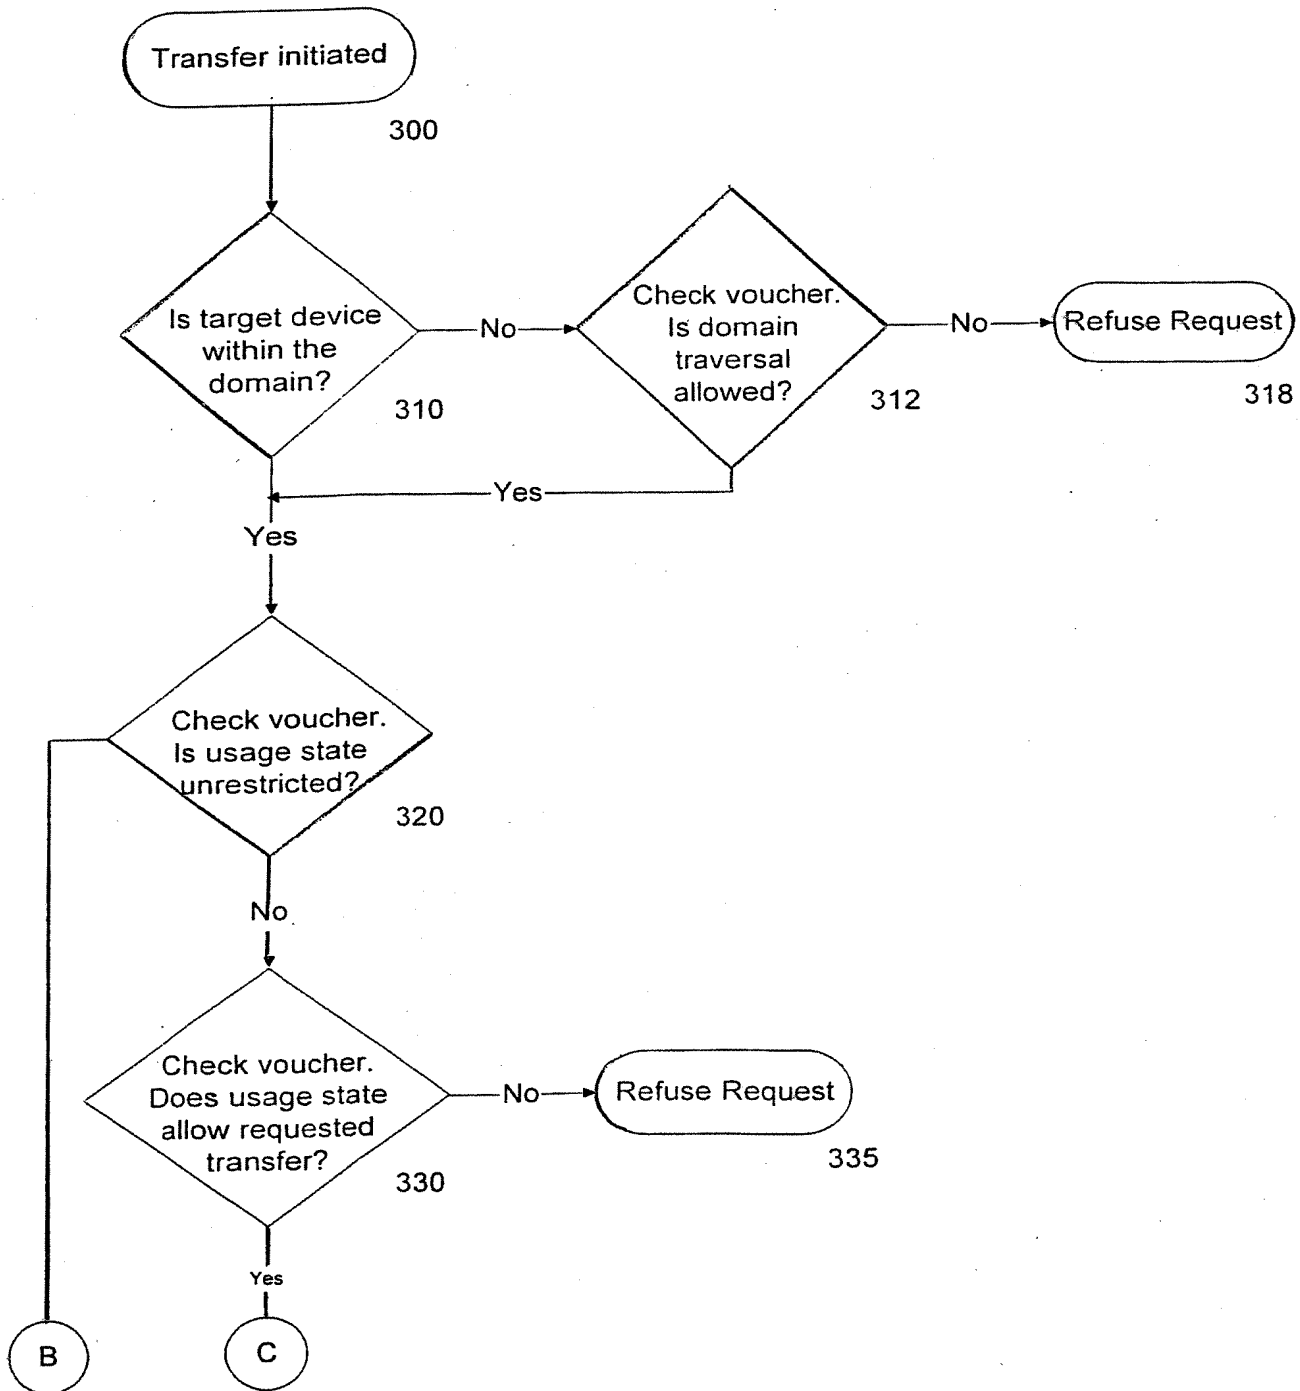 Transfer initiated
300
Is target device
within the
domain?
310
No
Check voucher.
Is domain
traversal
allowed?
312
No
Refuse Request
318
Yes
Yes
Check voucher.
Is usage state
unrestricted?
320
No
Check voucher.
Does usage state
allow requested
transfer?
330
No
Refuse Request
335
Yes
B
C